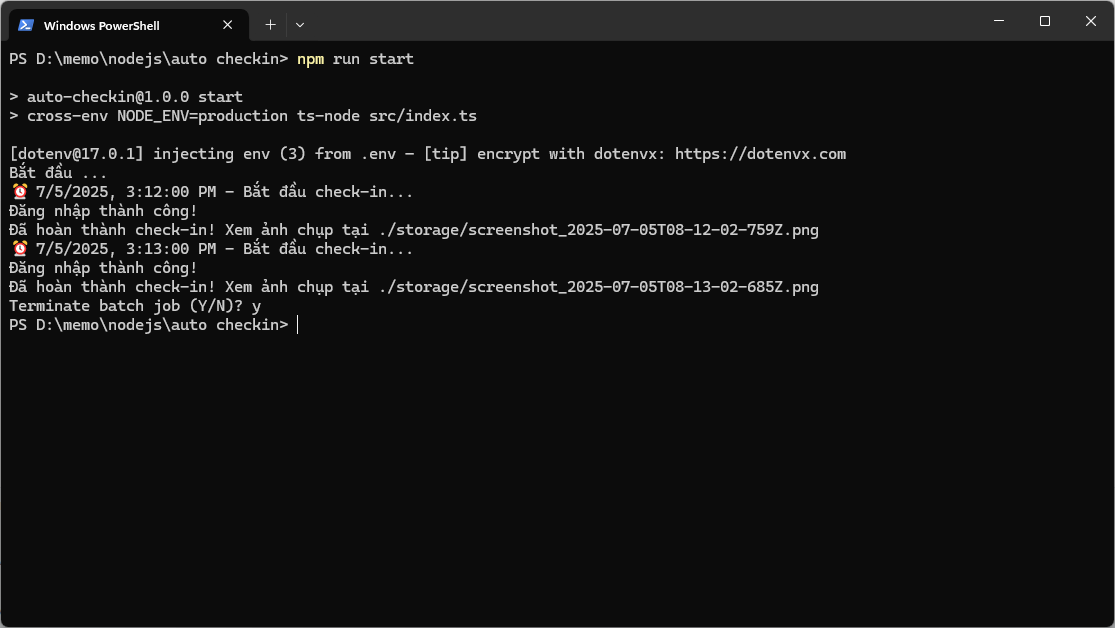 Windows PowerShell
PS D:\memo\nodejs\auto checkin> npm run start
> auto-checkin@1.0.0 start
> cross-env NODE_ENV=production ts-node src/index.ts
[dotenv@17.0.1] injecting env (3) from .env – [tip] encrypt with dotenvx: https://dotenvx.com
Bắt đầu ...
⏰ 7/5/2025, 3:12:00 PM – Bắt đầu check-in...
Đăng nhập thành công!
Đã hoàn thành check-in! Xem ảnh chụp tại ./storage/screenshot_2025-07-05T08-12-02-759Z.png
⏰ 7/5/2025, 3:13:00 PM – Bắt đầu check-in...
Đăng nhập thành công!
Đã hoàn thành check-in! Xem ảnh chụp tại ./storage/screenshot_2025-07-05T08-13-02-685Z.png
Terminate batch job (Y/N)? y
PS D:\memo\nodejs\auto checkin>